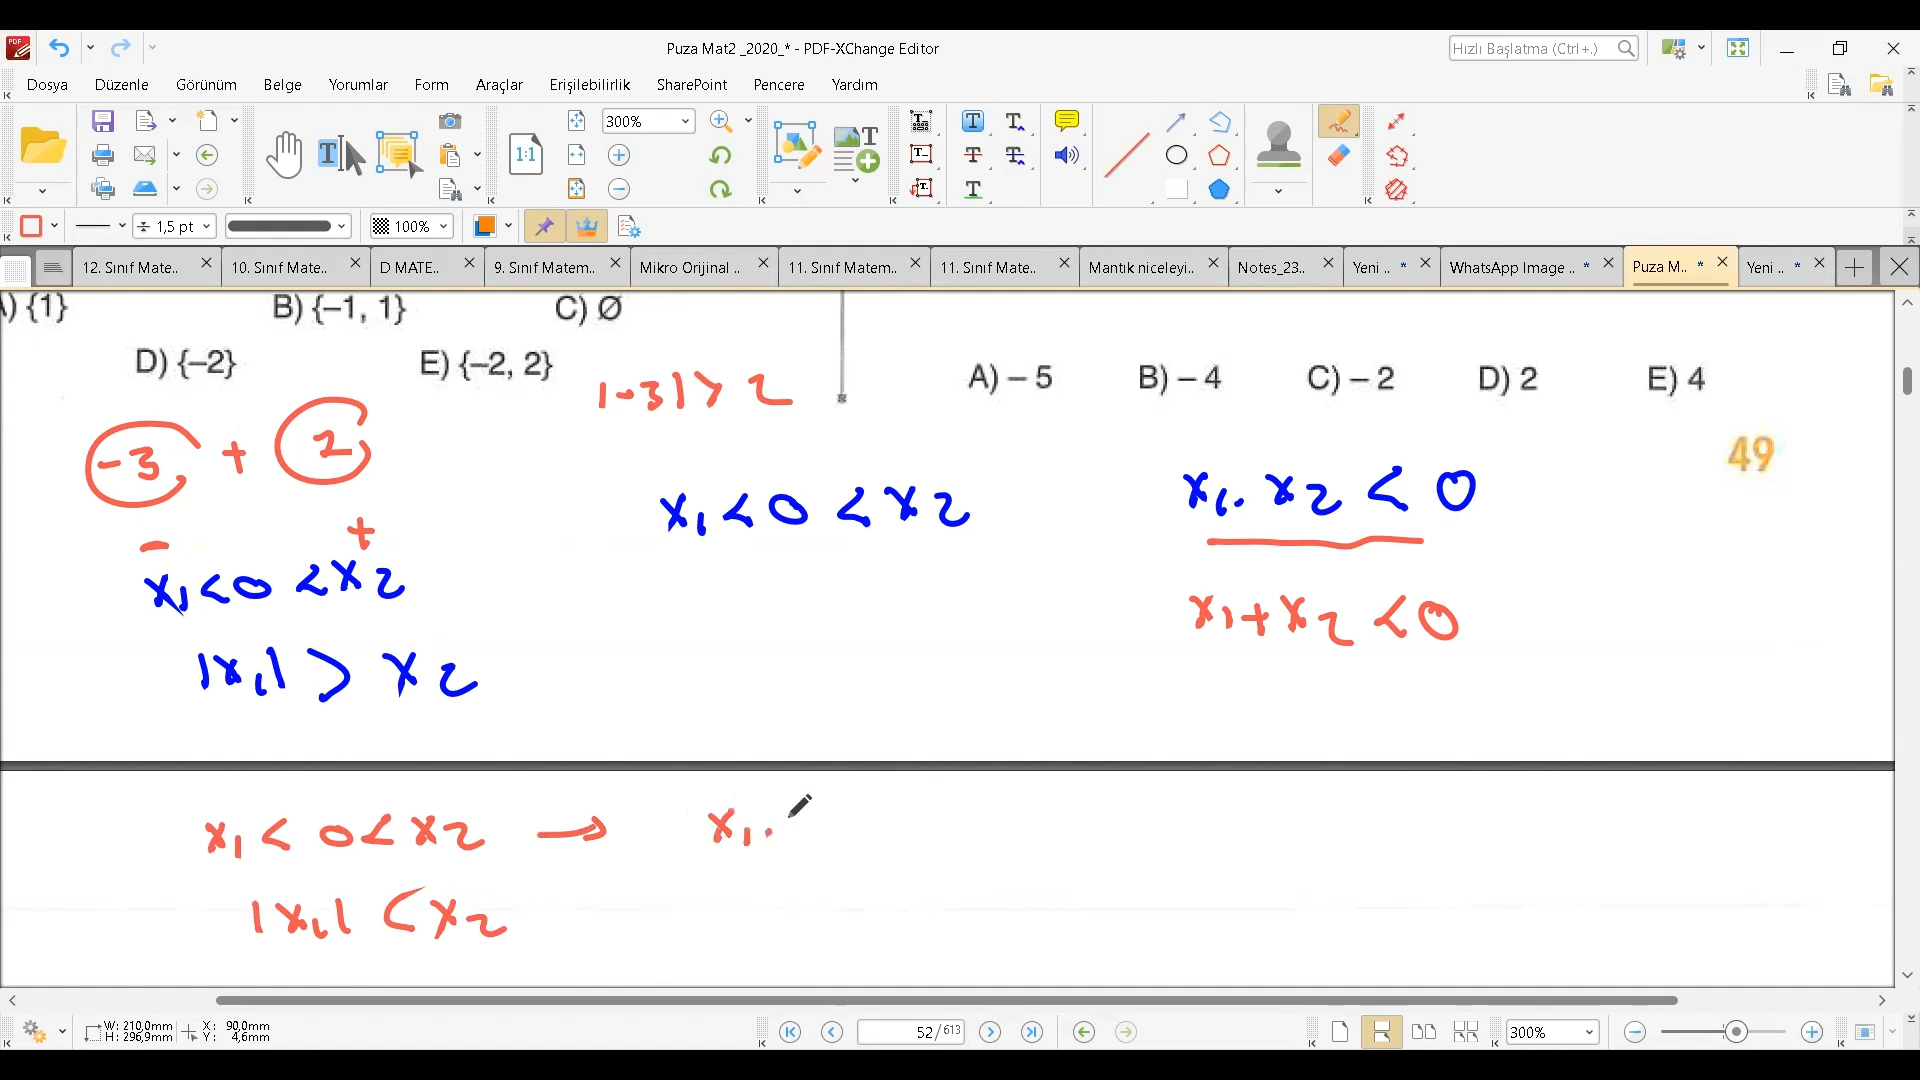 Puza Mat2 _2020_* - PDF-XChange Editor
Hızlı Başlatma (Ctrl+.)
Dosya Düzenle Görünüm Belge Yorumlar Form Araçlar Erişilebilirlik SharePoint Pencere Yardım
300%
1:1
1,5 pt
100%
12. Sınıf Mate.. 10. Sınıf Mate.. D MATE.. 9. Sınıf Matem.. Mikro Orijinal .. 11. Sınıf Matem.. 11. Sınıf Mate.. Mantık niceleyi.. Notes_23.. Yeni .. * WhatsApp Image .. * Puza M.. * Yeni .. *
) {1} B) {–1, 1} C) Ø
D) {–2} E) {–2, 2}
A) – 5 B) – 4 C) – 2 D) 2 E) 4
49
|-3| > 2
-3 + 2
- +
x₁ < 0 < x₂
|x₁| > x₂
x₁ < 0 < x₂
x₁ . x₂ < 0
x₁ + x₂ < 0
x₁ < 0 < x₂ → x₁ .
|x₁| < x₂
W: 210,0mm
H: 296,9mm
X: 90,0mm
Y: 4,6mm
52 / 613
300%